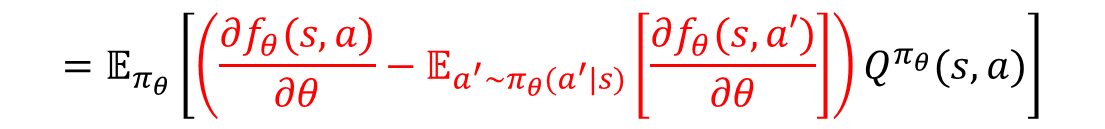 = 𝔼_{π_θ} [ ( ∂f_θ(s, a) / ∂θ − 𝔼_{a′∼π_θ(a′|s)} [ ∂f_θ(s, a′) / ∂θ ] ) Q^{π_θ}(s, a) ]